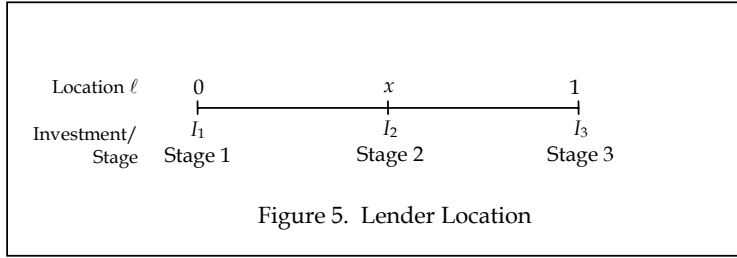 Location ℓ 0 x 1
Investment/ I₁ I₂ I₃
Stage Stage 1 Stage 2 Stage 3
Figure 5. Lender Location